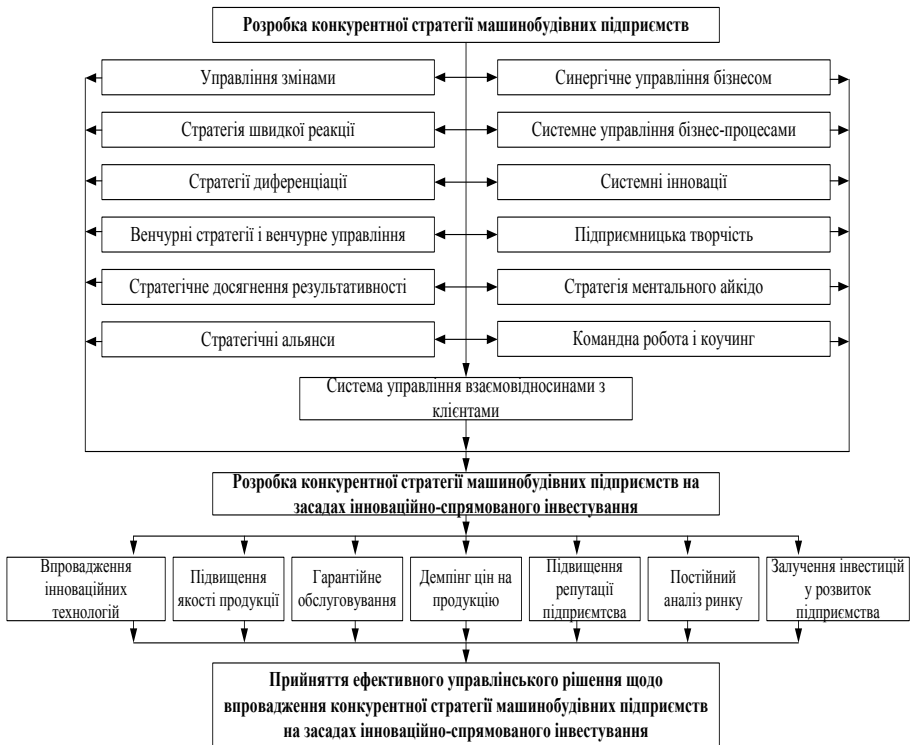 Розробка конкурентної стратегії машинобудівних підприємств
Управління змінами
Синергічне управління бізнесом
Стратегія швидкої реакції
Системне управління бізнес-процесами
Стратегії диференціації
Системні інновації
Венчурні стратегії і венчурне управління
Підприємницька творчість
Стратегічне досягнення результативності
Стратегія ментального айкідо
Стратегічні альянси
Командна робота і коучинг
Система управління взаємовідносинами з
клієнтами
Розробка конкурентної стратегії машинобудівних підприємств на
засадах інноваційно-спрямованого інвестування
Впровадження
інноваційних
технологій
Підвищення
якості продукції
Гарантійне
обслуговування
Демпінг цін на
продукцію
Підвищення
репутації
підприємтсва
Постійний
аналіз ринку
Залучення інвестицій
у розвиток
підприємства
Прийняття ефективного управлінського рішення щодо
впровадження конкурентної стратегії машинобудівних підприємств
на засадах інноваційно-спрямованого інвестування